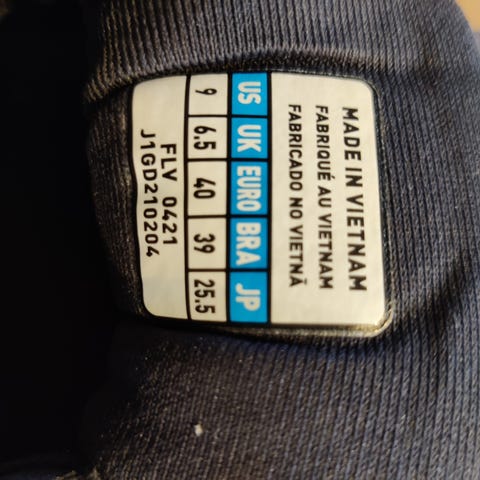 MADE IN VIETNAM
FABRIQUÉ AU VIETNAM
FABRICADO NO VIETNÃ
US UK EURO BRA JP
9 6.5 40 39 25.5
FLV 0421
J1GD210204